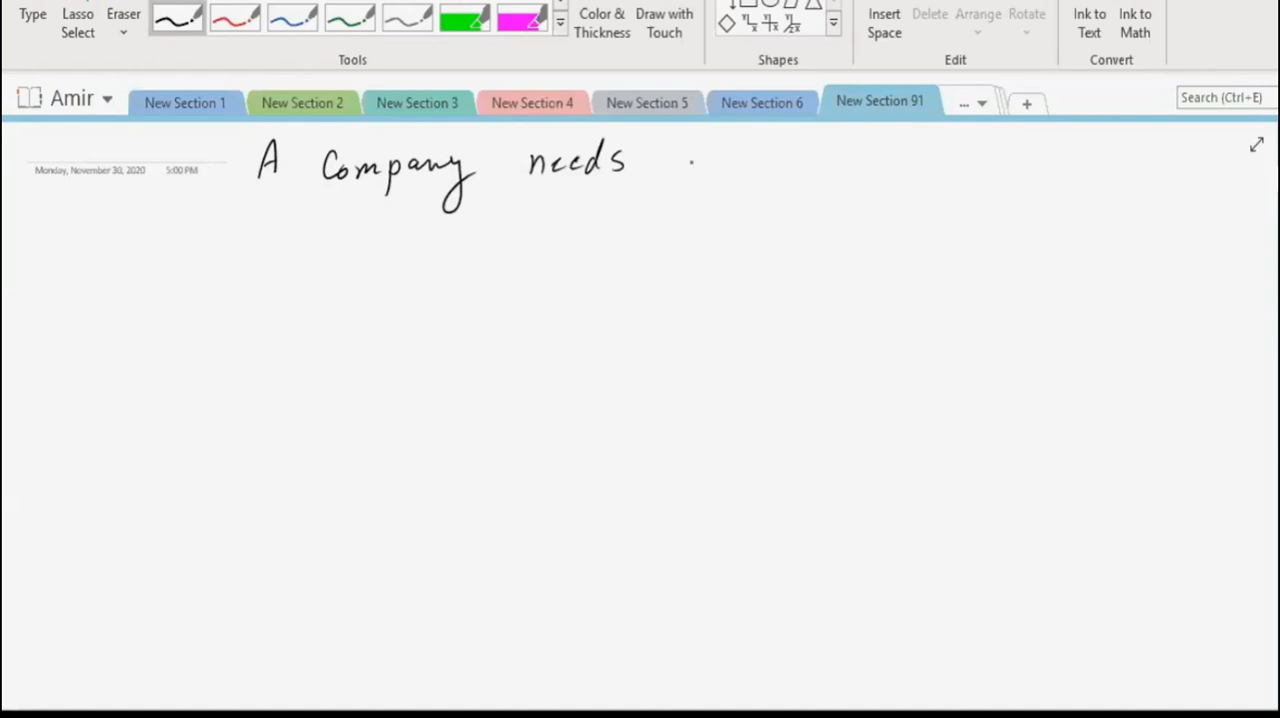 Type Lasso Select Eraser Color & Thickness Draw with Touch Insert Space Delete Arrange Rotate Ink to Text Ink to Math
Tools Shapes Edit Convert
Amir New Section 1 New Section 2 New Section 3 New Section 4 New Section 5 New Section 6 New Section 91 ... + Search (Ctrl+E)
A Company needs
Monday, November 30, 2020 5:00 PM